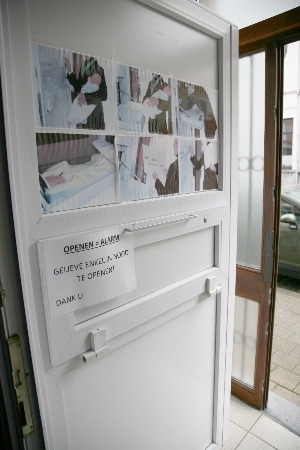 OPENEN = ALARM
GELIEVE ENKEL IN NOOD
TE OPENEN!
DANK U